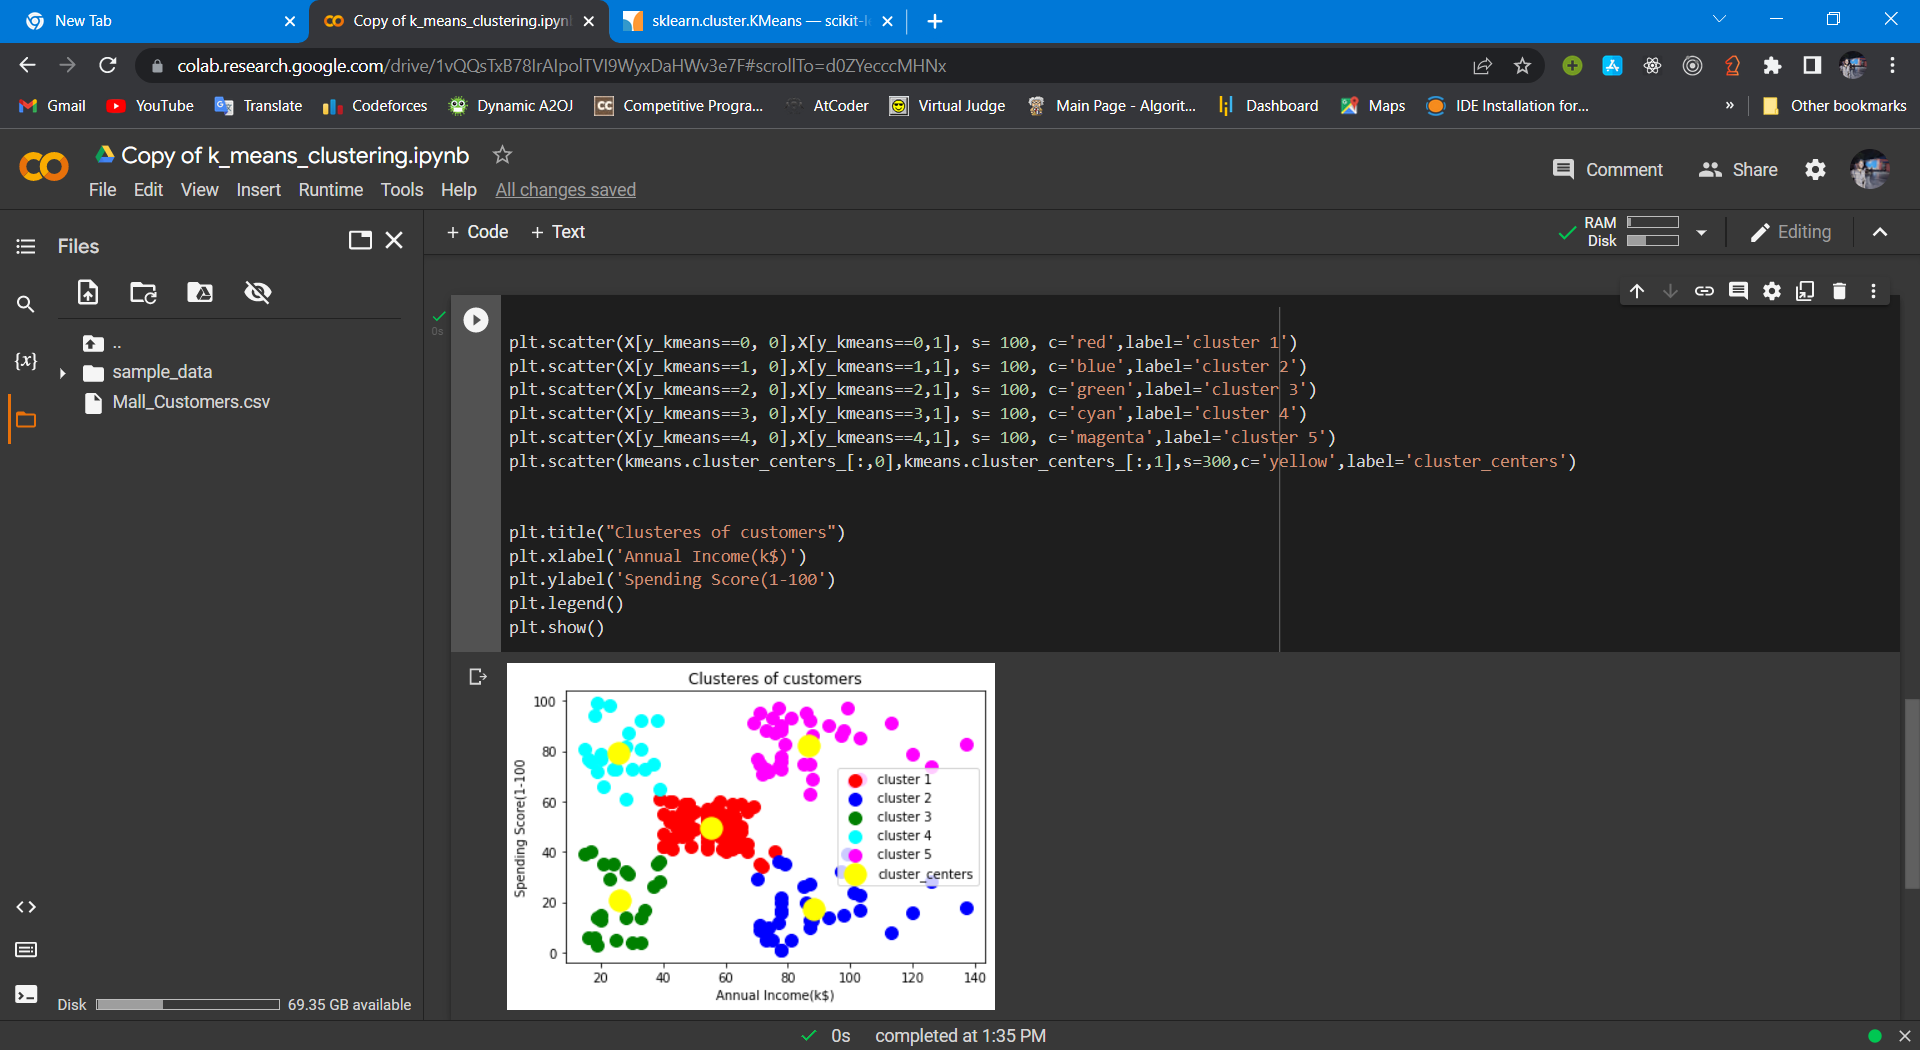 New Tab
Copy of k_means_clustering.ipynl
sklearn.cluster.KMeans — scikit-l
colab.research.google.com/drive/1vQQsTxB78IrAIpolTVI9WyxDaHWv3e7F#scrollTo=d0ZYecccMHNx
Gmail YouTube Translate Codeforces Dynamic A2OJ Competitive Progra... AtCoder Virtual Judge Main Page - Algorit... Dashboard Maps IDE Installation for... » Other bookmarks
Copy of k_means_clustering.ipynb
File Edit View Insert Runtime Tools Help All changes saved
Comment Share
Files
+ Code + Text
RAM
Disk
Editing
..
sample_data
Mall_Customers.csv
{x}
0s
plt.scatter(X[y_kmeans==0, 0],X[y_kmeans==0,1], s= 100, c='red',label='cluster 1')
plt.scatter(X[y_kmeans==1, 0],X[y_kmeans==1,1], s= 100, c='blue',label='cluster 2')
plt.scatter(X[y_kmeans==2, 0],X[y_kmeans==2,1], s= 100, c='green',label='cluster 3')
plt.scatter(X[y_kmeans==3, 0],X[y_kmeans==3,1], s= 100, c='cyan',label='cluster 4')
plt.scatter(X[y_kmeans==4, 0],X[y_kmeans==4,1], s= 100, c='magenta',label='cluster 5')
plt.scatter(kmeans.cluster_centers_[:,0],kmeans.cluster_centers_[:,1],s=300,c='yellow',label='cluster_centers')
plt.title("Clusteres of customers")
plt.xlabel('Annual Income(k$)')
plt.ylabel('Spending Score(1-100')
plt.legend()
plt.show()
Clusteres of customers
100
80
60
40
20
0
Spending Score(1-100
cluster 1
cluster 2
cluster 3
cluster 4
cluster 5
cluster_centers
20 40 60 80 100 120 140
Annual Income(k$)
Disk 69.35 GB available
0s completed at 1:35 PM